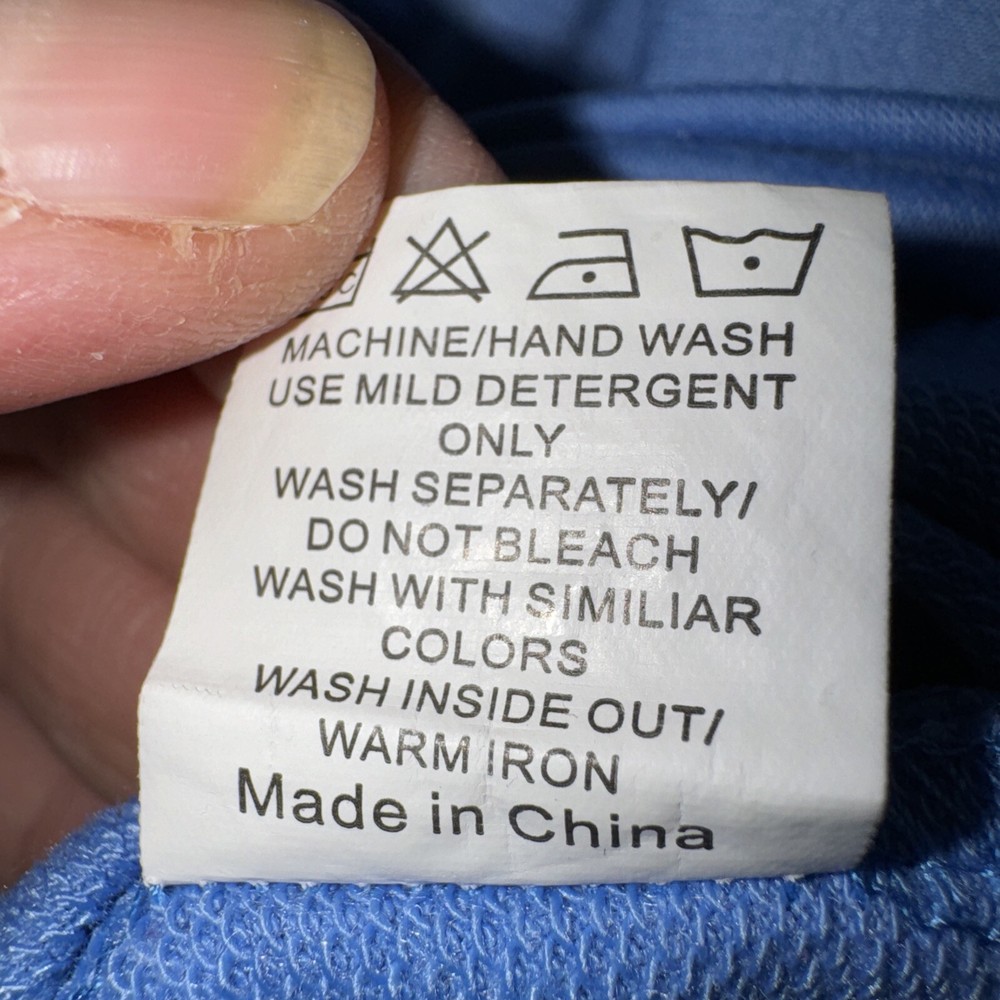 MACHINE/HAND WASH
USE MILD DETERGENT
ONLY
WASH SEPARATELY/
DO NOT BLEACH
WASH WITH SIMILIAR
COLORS
WASH INSIDE OUT/
WARM IRON
Made in China